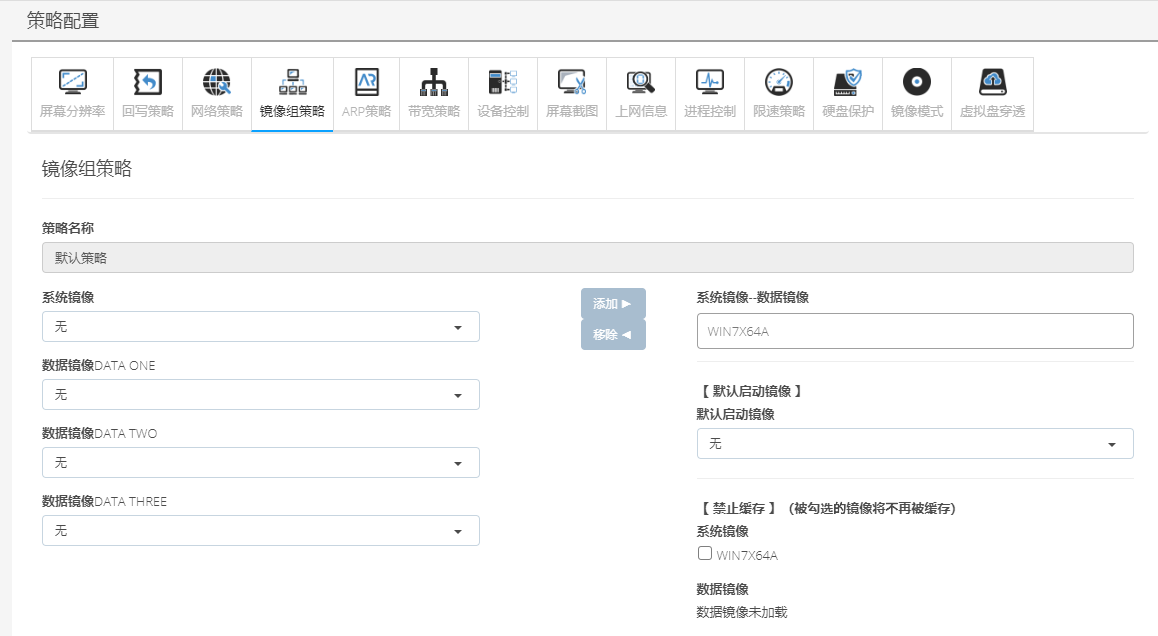 策略配置
屏幕分辨率 回写策略 网络策略 镜像组策略 ARP策略 带宽策略 设备控制 屏幕截图 上网信息 进程控制 限速策略 硬盘保护 镜像模式 虚拟盘穿透
镜像组策略
策略名称
默认策略
系统镜像
无
数据镜像DATA ONE
无
数据镜像DATA TWO
无
数据镜像DATA THREE
无
添加 ►
移除 ◄
系统镜像--数据镜像
WIN7X64A
【 默认启动镜像 】
默认启动镜像
无
【 禁止缓存 】（被勾选的镜像将不再被缓存）
系统镜像
WIN7X64A
数据镜像
数据镜像未加载